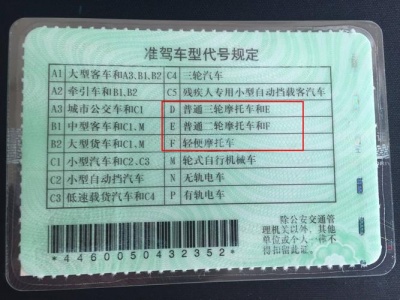 准驾车型代号规定
A1 大型客车和A3.B1.B2 C4 三轮汽车
A2 牵引车和B1.B2 C5 残疾人专用小型自动挡载客汽车
A3 城市公交车和C1 D 普通三轮摩托车和E
B1 中型客车和C1.M E 普通二轮摩托车和F
B2 大型货车和C1.M F 轻便摩托车
C1 小型汽车和C2.C3 M 轮式自行机械车
C2 小型自动挡汽车 N 无轨电车
C3 低速载货汽车和C4 P 有轨电车
除公安交通管
理机关以外，其他
单位或个人一律不
得扣留此证。
*4460050432352*